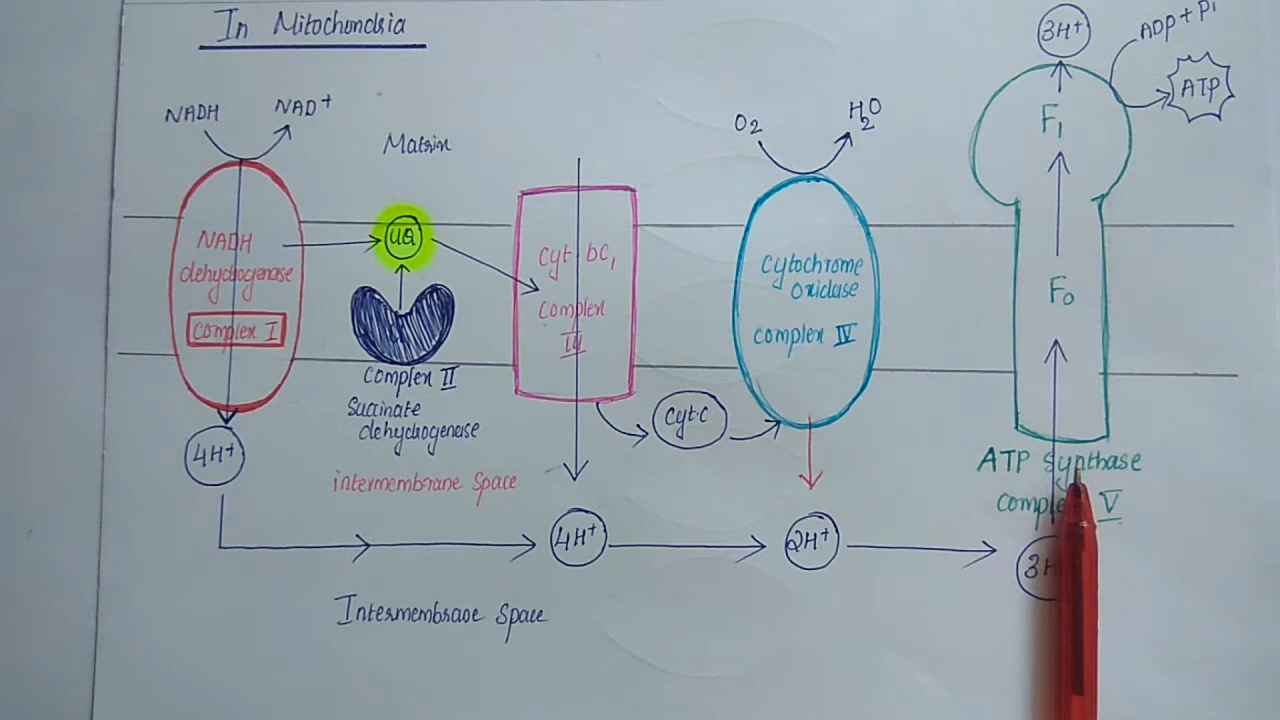 In Mitochondria
3H+
ADP+Pi
ATP
NADH
NAD+
O2
H2O
F1
Matrin
UQ
NADH
dehydrogenase
Complex I
Cyt bC1
Complex
III
Cytochrome
oxidase
complex IV
F0
Complex II
Succinate
dehydrogenase
Cyt·C
4H+
intermembrane Space
ATP Synthase
V
4H+
2H+
Intermembrane Space